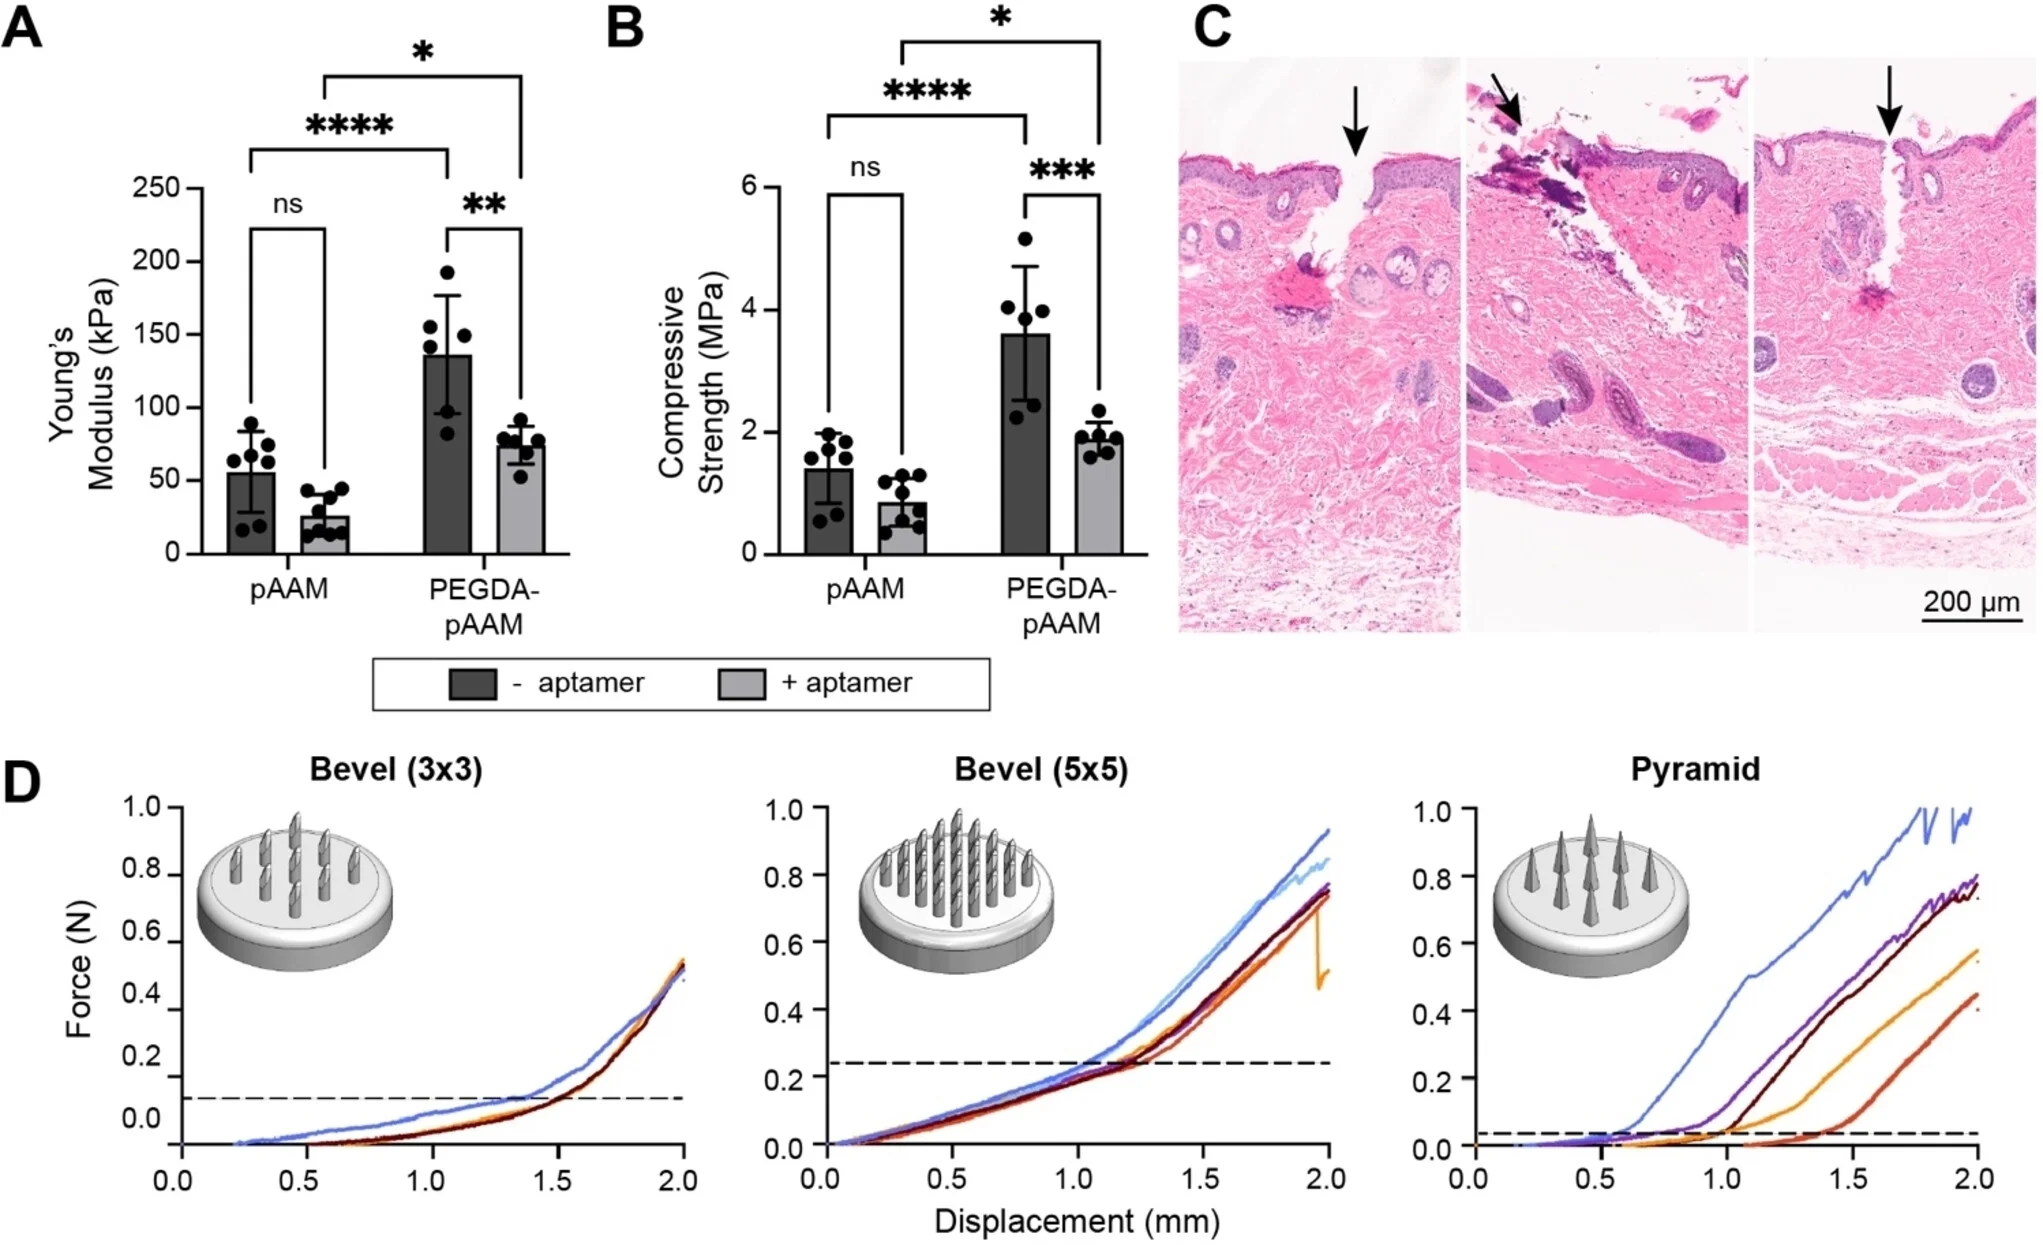 A
B
C
*
****
ns
**
250
200
150
100
50
0
Young's
Modulus (kPa)
pAAM
PEGDA-
pAAM
*
****
ns
***
6
4
2
0
Compressive
Strength (MPa)
pAAM
PEGDA-
pAAM
200 µm
- aptamer
+ aptamer
D
Bevel (3x3)
Bevel (5x5)
Pyramid
Force (N)
1.0
0.8
0.6
0.4
0.2
0.0
0.0 0.5 1.0 1.5 2.0
1.0
0.8
0.6
0.4
0.2
0.0
0.0 0.5 1.0 1.5 2.0
1.0
0.8
0.6
0.4
0.2
0.0
0.0 0.5 1.0 1.5 2.0
Displacement (mm)